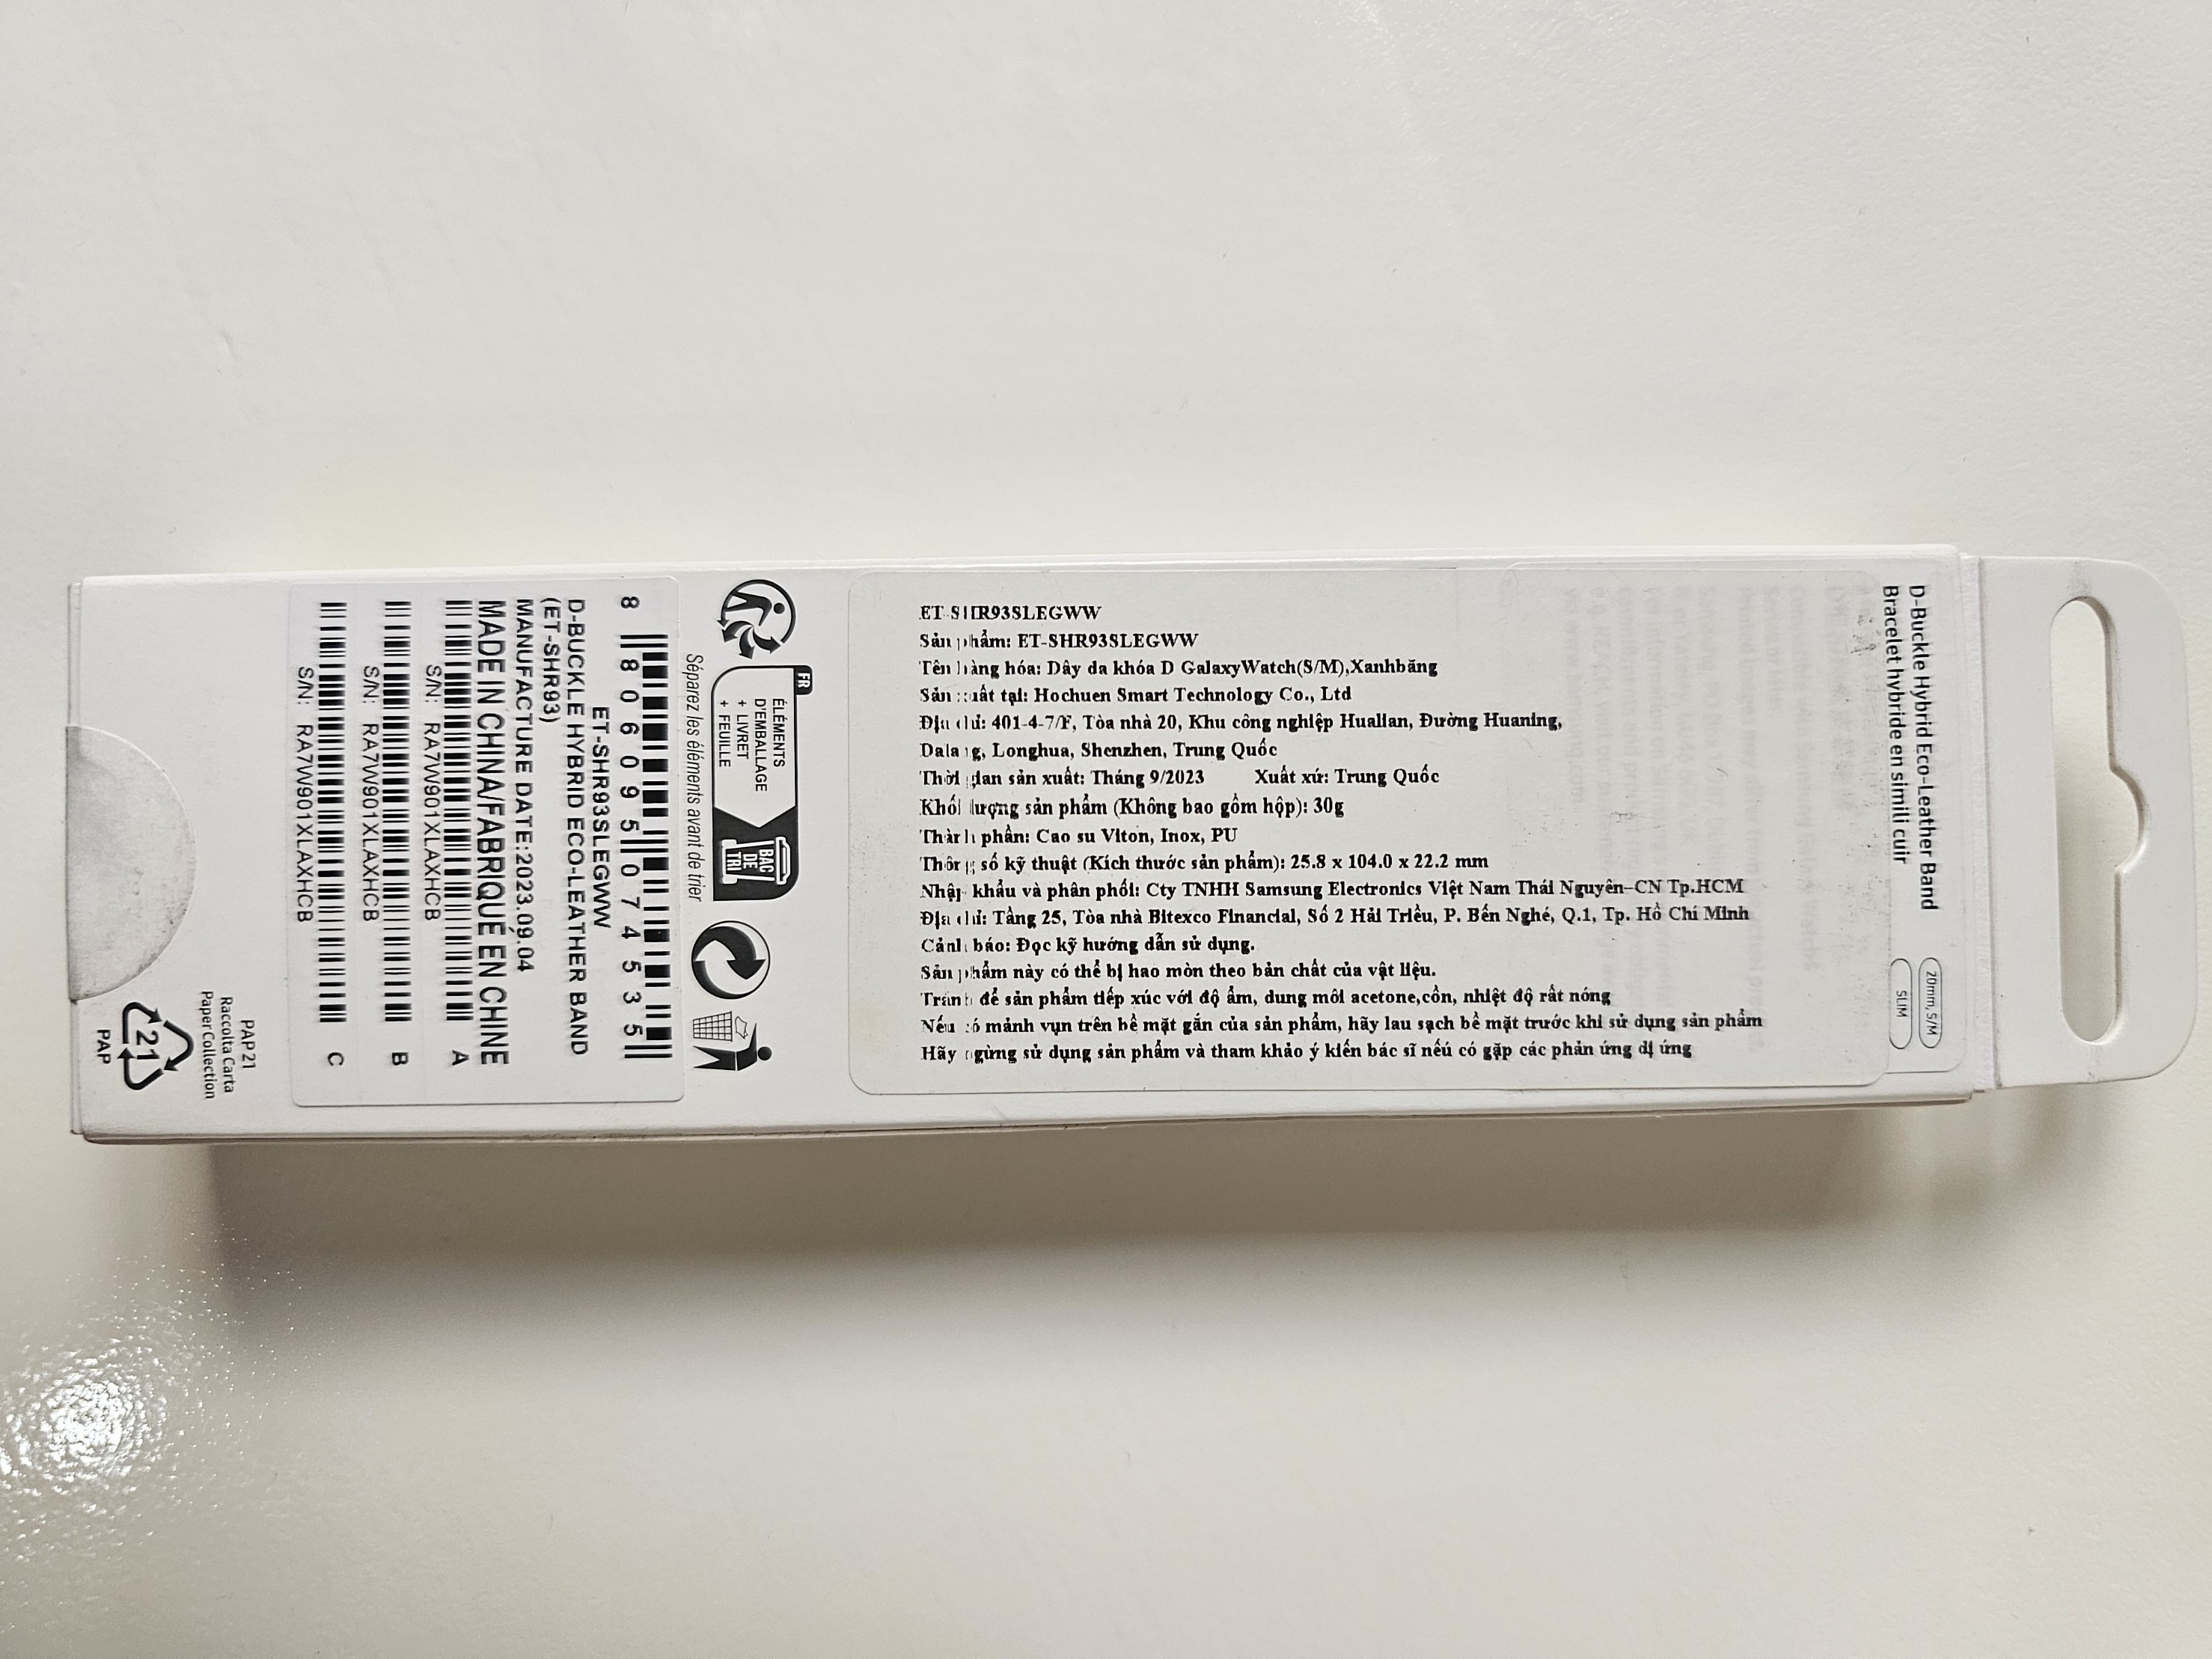 ET-SHR93SLEGWW
Sản phẩm: ET-SHR93SLEGWW
Tên hàng hóa: Dây da khóa D GalaxyWatch(S/M),Xanhbăng
Sản xuất tại: Hochuen Smart Technology Co., Ltd
Địa chỉ: 401-4-7/F, Tòa nhà 20, Khu công nghiệp Huallan, Đường Huaning,
Dalang, Longhua, Shenzhen, Trung Quốc
Thời gian sản xuất: Tháng 9/2023 Xuất xứ: Trung Quốc
Khối lượng sản phẩm (Không bao gồm hộp): 30g
Thành phần: Cao su Viton, Inox, PU
Thông số kỹ thuật (Kích thước sản phẩm): 25.8 x 104.0 x 22.2 mm
Nhập khẩu và phân phối: Cty TNHH Samsung Electronics Việt Nam Thái Nguyên–CN Tp.HCM
Địa chỉ: Tầng 25, Tòa nhà Bitexco Financial, Số 2 Hải Triều, P. Bến Nghé, Q.1, Tp. Hồ Chí Minh
Cảnh báo: Đọc kỹ hướng dẫn sử dụng.
Sản phẩm này có thể bị hao mòn theo bản chất của vật liệu.
Tránh để sản phẩm tiếp xúc với độ ẩm, dung môi acetone,cồn, nhiệt độ rất nóng
Nếu có mảnh vụn trên bề mặt gắn của sản phẩm, hãy lau sạch bề mặt trước khi sử dụng sản phẩm
Hãy ngừng sử dụng sản phẩm và tham khảo ý kiến bác sĩ nếú có gặp các phản ứng dị ứng
D-Buckle Hybrid Eco-Leather Band
Bracelet hybride en simili cuir
20mm, S/M
SLIM
FR
ÉLÉMENTS
D'EMBALLAGE
+ LIVRET
+ FEUILLE
BAC
DE
TRI
Séparez les éléments avant de trier
8 806095 074535
ET-SHR93SLEGWW
D-BUCKLE HYBRID ECO-LEATHER BAND
(ET-SHR93)
MANUFACTURE DATE:2023.09.04
MADE IN CHINA/FABRIQUÉ EN CHINE
A
S/N: RA7W901XLAXHCB
B
S/N: RA7W901XLAXHCB
C
S/N: RA7W901XLAXHCB
PAP 21
Raccolta Carta
Paper Collection
21
PAP